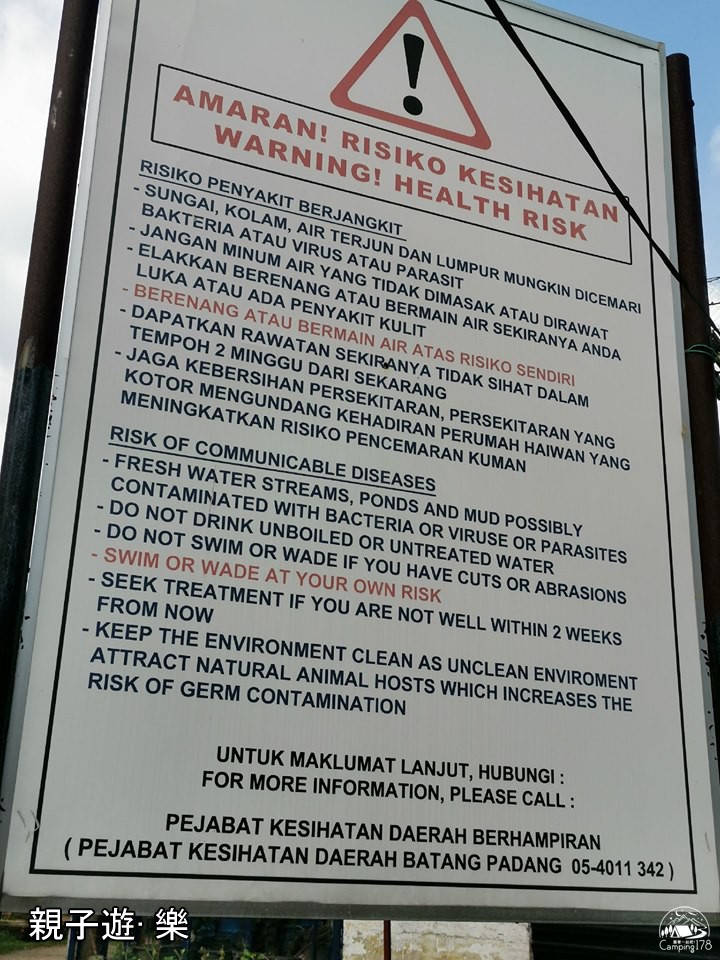 AMARAN! RISIKO KESIHATAN
WARNING! HEALTH RISK
RISIKO PENYAKIT BERJANGKIT
- SUNGAI, KOLAM, AIR TERJUN DAN LUMPUR MUNGKIN DICEMARI
BAKTERIA ATAU VIRUS ATAU PARASIT
- JANGAN MINUM AIR YANG TIDAK DIMASAK ATAU DIRAWAT
- ELAKKAN BERENANG ATAU BERMAIN AIR SEKIRANYA ANDA
LUKA ATAU ADA PENYAKIT KULIT
- BERENANG ATAU BERMAIN AIR ATAS RISIKO SENDIRI
- DAPATKAN RAWATAN SEKIRANYA TIDAK SIHAT DALAM
TEMPOH 2 MINGGU DARI SEKARANG
- JAGA KEBERSIHAN PERSEKITARAN, PERSEKITARAN YANG
KOTOR MENGUNDANG KEHADIRAN PERUMAH HAIWAN YANG
MENINGKATKAN RISIKO PENCEMARAN KUMAN
RISK OF COMMUNICABLE DISEASES
- FRESH WATER STREAMS, PONDS AND MUD POSSIBLY
CONTAMINATED WITH BACTERIA OR VIRUSE OR PARASITES
- DO NOT DRINK UNBOILED OR UNTREATED WATER
- DO NOT SWIM OR WADE IF YOU HAVE CUTS OR ABRASIONS
- SWIM OR WADE AT YOUR OWN RISK
- SEEK TREATMENT IF YOU ARE NOT WELL WITHIN 2 WEEKS
FROM NOW
- KEEP THE ENVIRONMENT CLEAN AS UNCLEAN ENVIROMENT
ATTRACT NATURAL ANIMAL HOSTS WHICH INCREASES THE
RISK OF GERM CONTAMINATION
UNTUK MAKLUMAT LANJUT, HUBUNGI :
FOR MORE INFORMATION, PLEASE CALL :
PEJABAT KESIHATAN DAERAH BERHAMPIRAN
( PEJABAT KESIHATAN DAERAH BATANG PADANG 05-4011 342 )
親子遊· 樂
Camping178